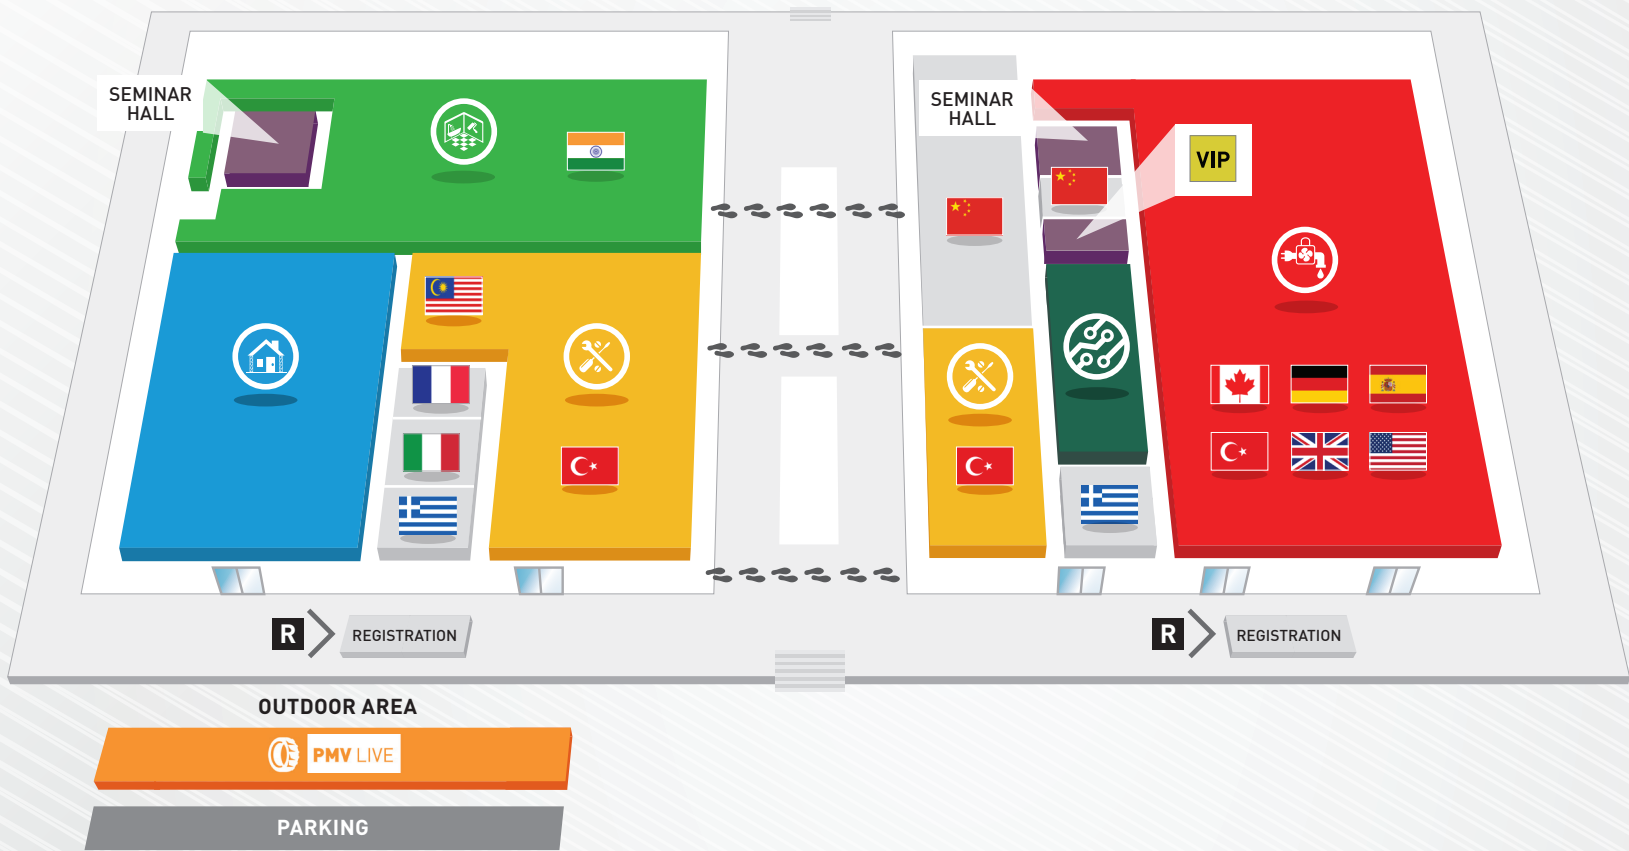 SEMINAR
HALL
SEMINAR
HALL
VIP
R
REGISTRATION
R
REGISTRATION
OUTDOOR AREA
PMV LIVE
PARKING